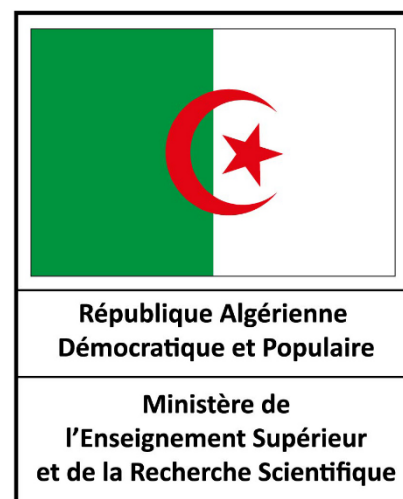 République Algérienne
Démocratique et Populaire
Ministère de
l'Enseignement Supérieur
et de la Recherche Scientifique